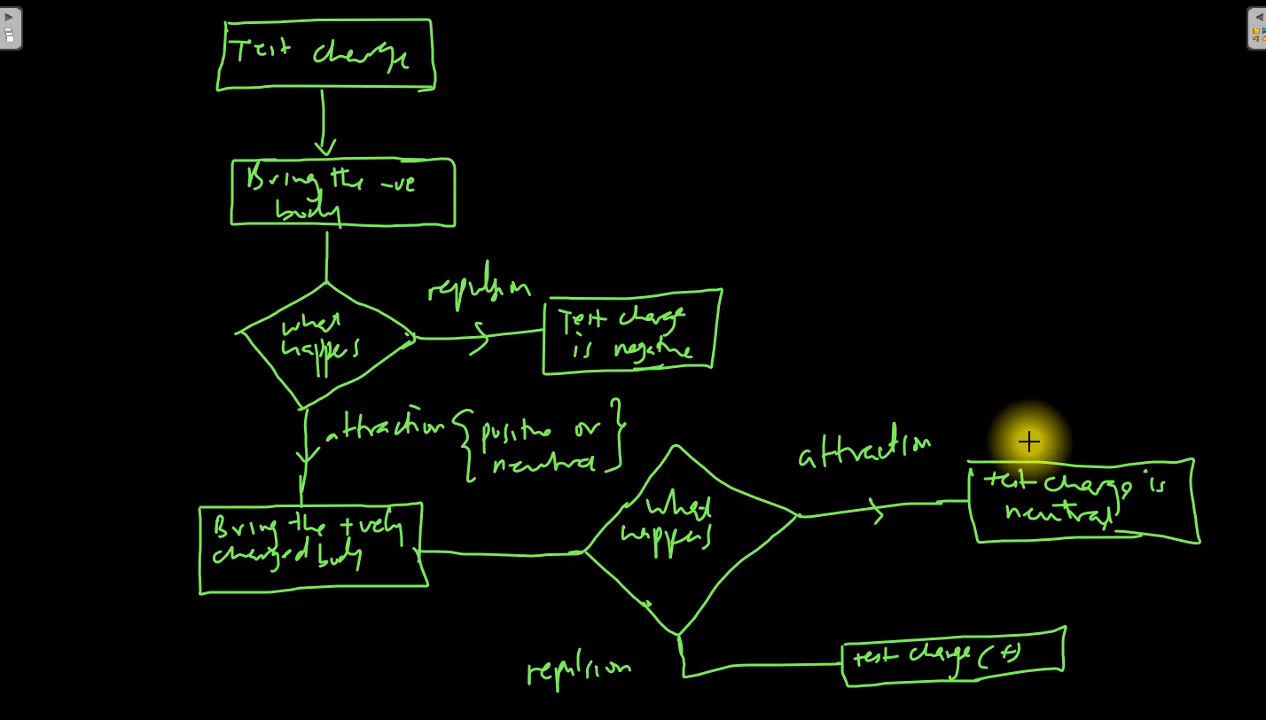 Test charge
Bring the -ve
body
what
happens
repulsion
Test charge
is negative
attraction { positive or
neutral }
Bring the +vely
charged body
what
happens
attraction
test charge is
neutral
repulsion
test charge (+)